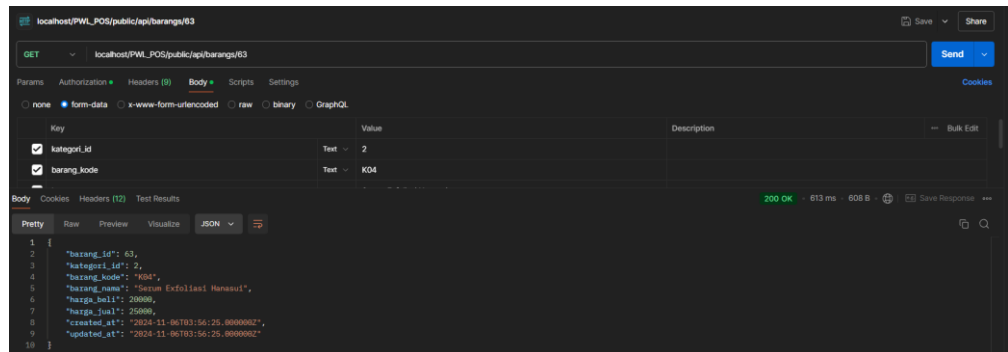 localhost/PWL_POS/public/api/barangs/63 Save Share
GET localhost/PWL_POS/public/api/barangs/63 Send
Params Authorization Headers (9) Body Scripts Settings Cookies
none form-data x-www-form-urlencoded raw binary GraphQL
Key Value Description Bulk Edit
kategori_id Text 2
barang_kode Text K04
Body Cookies Headers (12) Test Results 200 OK 613 ms 608 B Save Response
Pretty Raw Preview Visualize JSON
1 {
2 "barang_id": 63,
3 "kategori_id": 2,
4 "barang_kode": "K04",
5 "barang_nama": "Serum Exfoliasi Hanasui",
6 "harga_beli": 20000,
7 "harga_jual": 25000,
8 "created_at": "2024-11-06T03:56:25.000000Z",
9 "updated_at": "2024-11-06T03:56:25.000000Z"
10 }